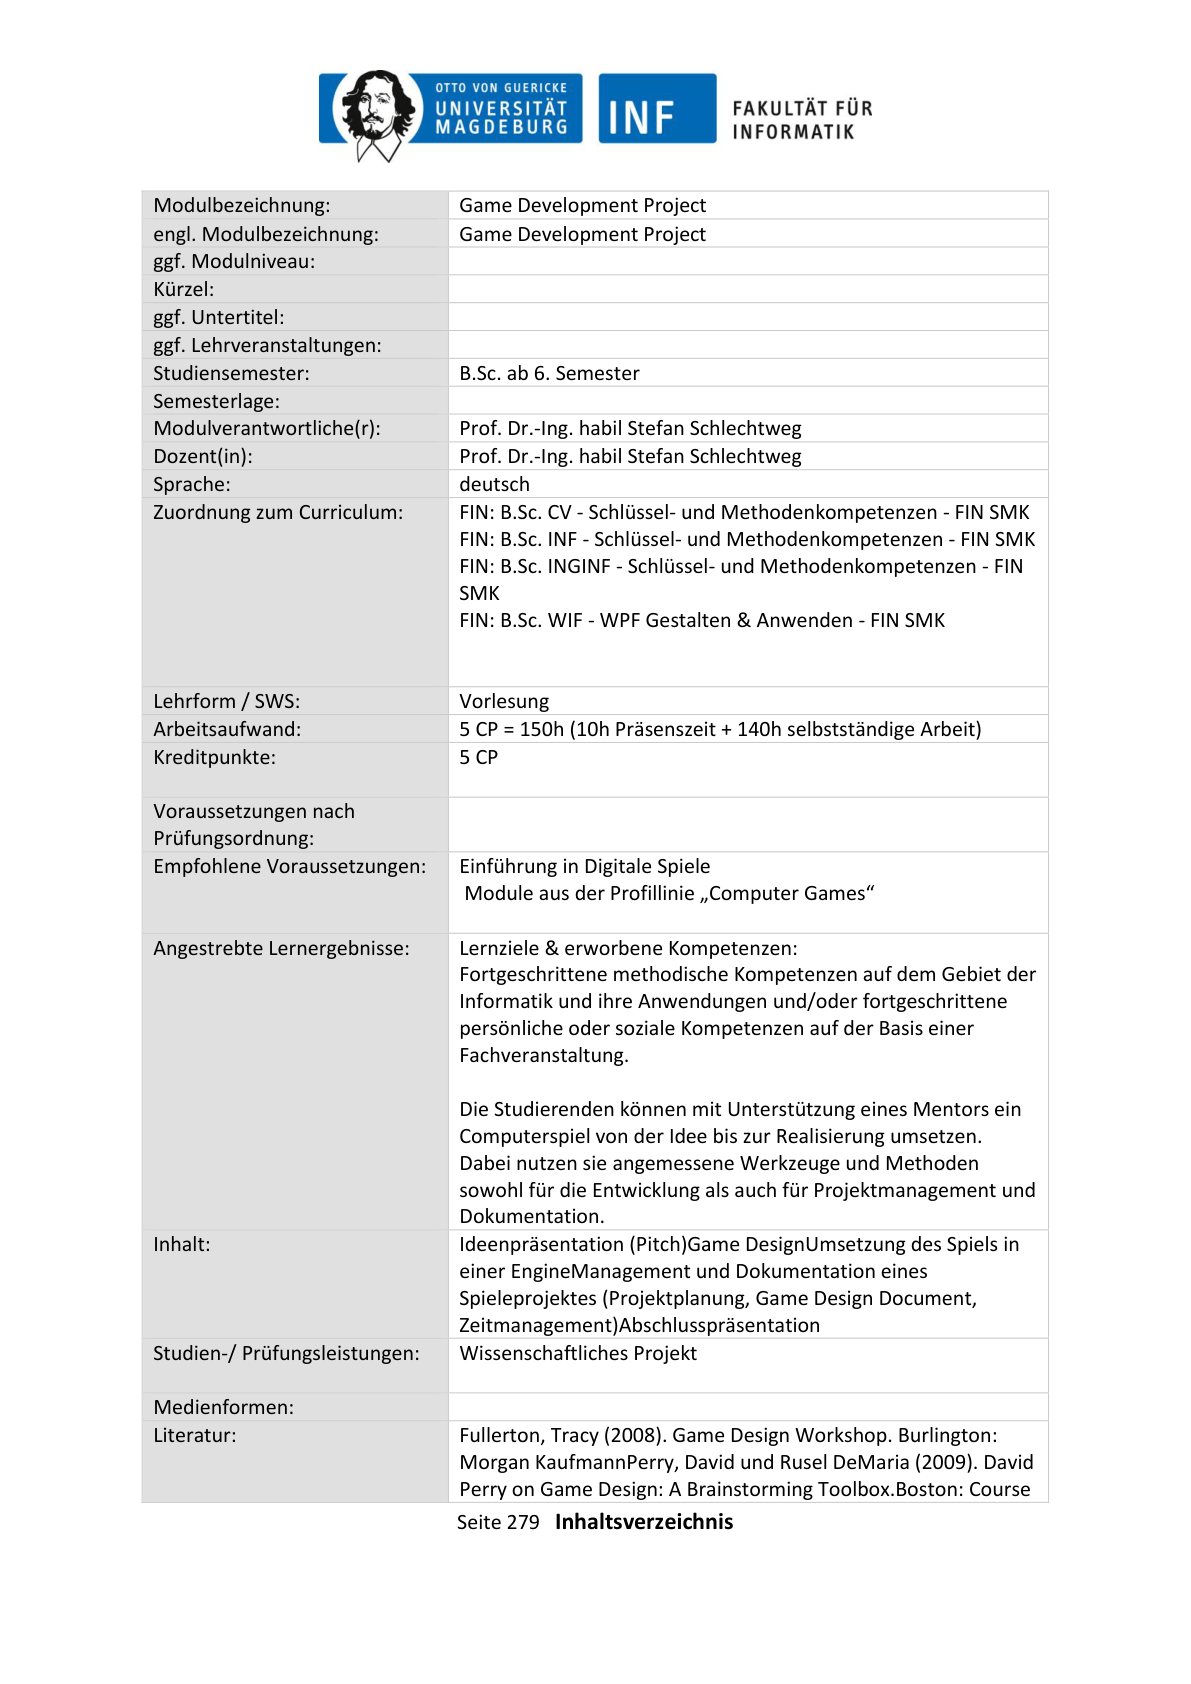 OTTO VON GUERICKE
UNIVERSITÄT
MAGDEBURG
INF
FAKULTÄT FÜR
INFORMATIK
Modulbezeichnung: Game Development Project
engl. Modulbezeichnung: Game Development Project
ggf. Modulniveau:
Kürzel:
ggf. Untertitel:
ggf. Lehrveranstaltungen:
Studiensemester: B.Sc. ab 6. Semester
Semesterlage:
Modulverantwortliche(r): Prof. Dr.-Ing. habil Stefan Schlechtweg
Dozent(in): Prof. Dr.-Ing. habil Stefan Schlechtweg
Sprache: deutsch
Zuordnung zum Curriculum: FIN: B.Sc. CV - Schlüssel- und Methodenkompetenzen - FIN SMK
FIN: B.Sc. INF - Schlüssel- und Methodenkompetenzen - FIN SMK
FIN: B.Sc. INGINF - Schlüssel- und Methodenkompetenzen - FIN
SMK
FIN: B.Sc. WIF - WPF Gestalten & Anwenden - FIN SMK
Lehrform / SWS: Vorlesung
Arbeitsaufwand: 5 CP = 150h (10h Präsenszeit + 140h selbstständige Arbeit)
Kreditpunkte: 5 CP
Voraussetzungen nach
Prüfungsordnung:
Empfohlene Voraussetzungen: Einführung in Digitale Spiele
Module aus der Profillinie „Computer Games“
Angestrebte Lernergebnisse: Lernziele & erworbene Kompetenzen:
Fortgeschrittene methodische Kompetenzen auf dem Gebiet der
Informatik und ihre Anwendungen und/oder fortgeschrittene
persönliche oder soziale Kompetenzen auf der Basis einer
Fachveranstaltung.
Die Studierenden können mit Unterstützung eines Mentors ein
Computerspiel von der Idee bis zur Realisierung umsetzen.
Dabei nutzen sie angemessene Werkzeuge und Methoden
sowohl für die Entwicklung als auch für Projektmanagement und
Dokumentation.
Inhalt: Ideenpräsentation (Pitch)Game DesignUmsetzung des Spiels in
einer EngineManagement und Dokumentation eines
Spieleprojektes (Projektplanung, Game Design Document,
Zeitmanagement)Abschlusspräsentation
Studien-/ Prüfungsleistungen: Wissenschaftliches Projekt
Medienformen:
Literatur: Fullerton, Tracy (2008). Game Design Workshop. Burlington:
Morgan KaufmannPerry, David und Rusel DeMaria (2009). David
Perry on Game Design: A Brainstorming Toolbox.Boston: Course
Seite 279 Inhaltsverzeichnis